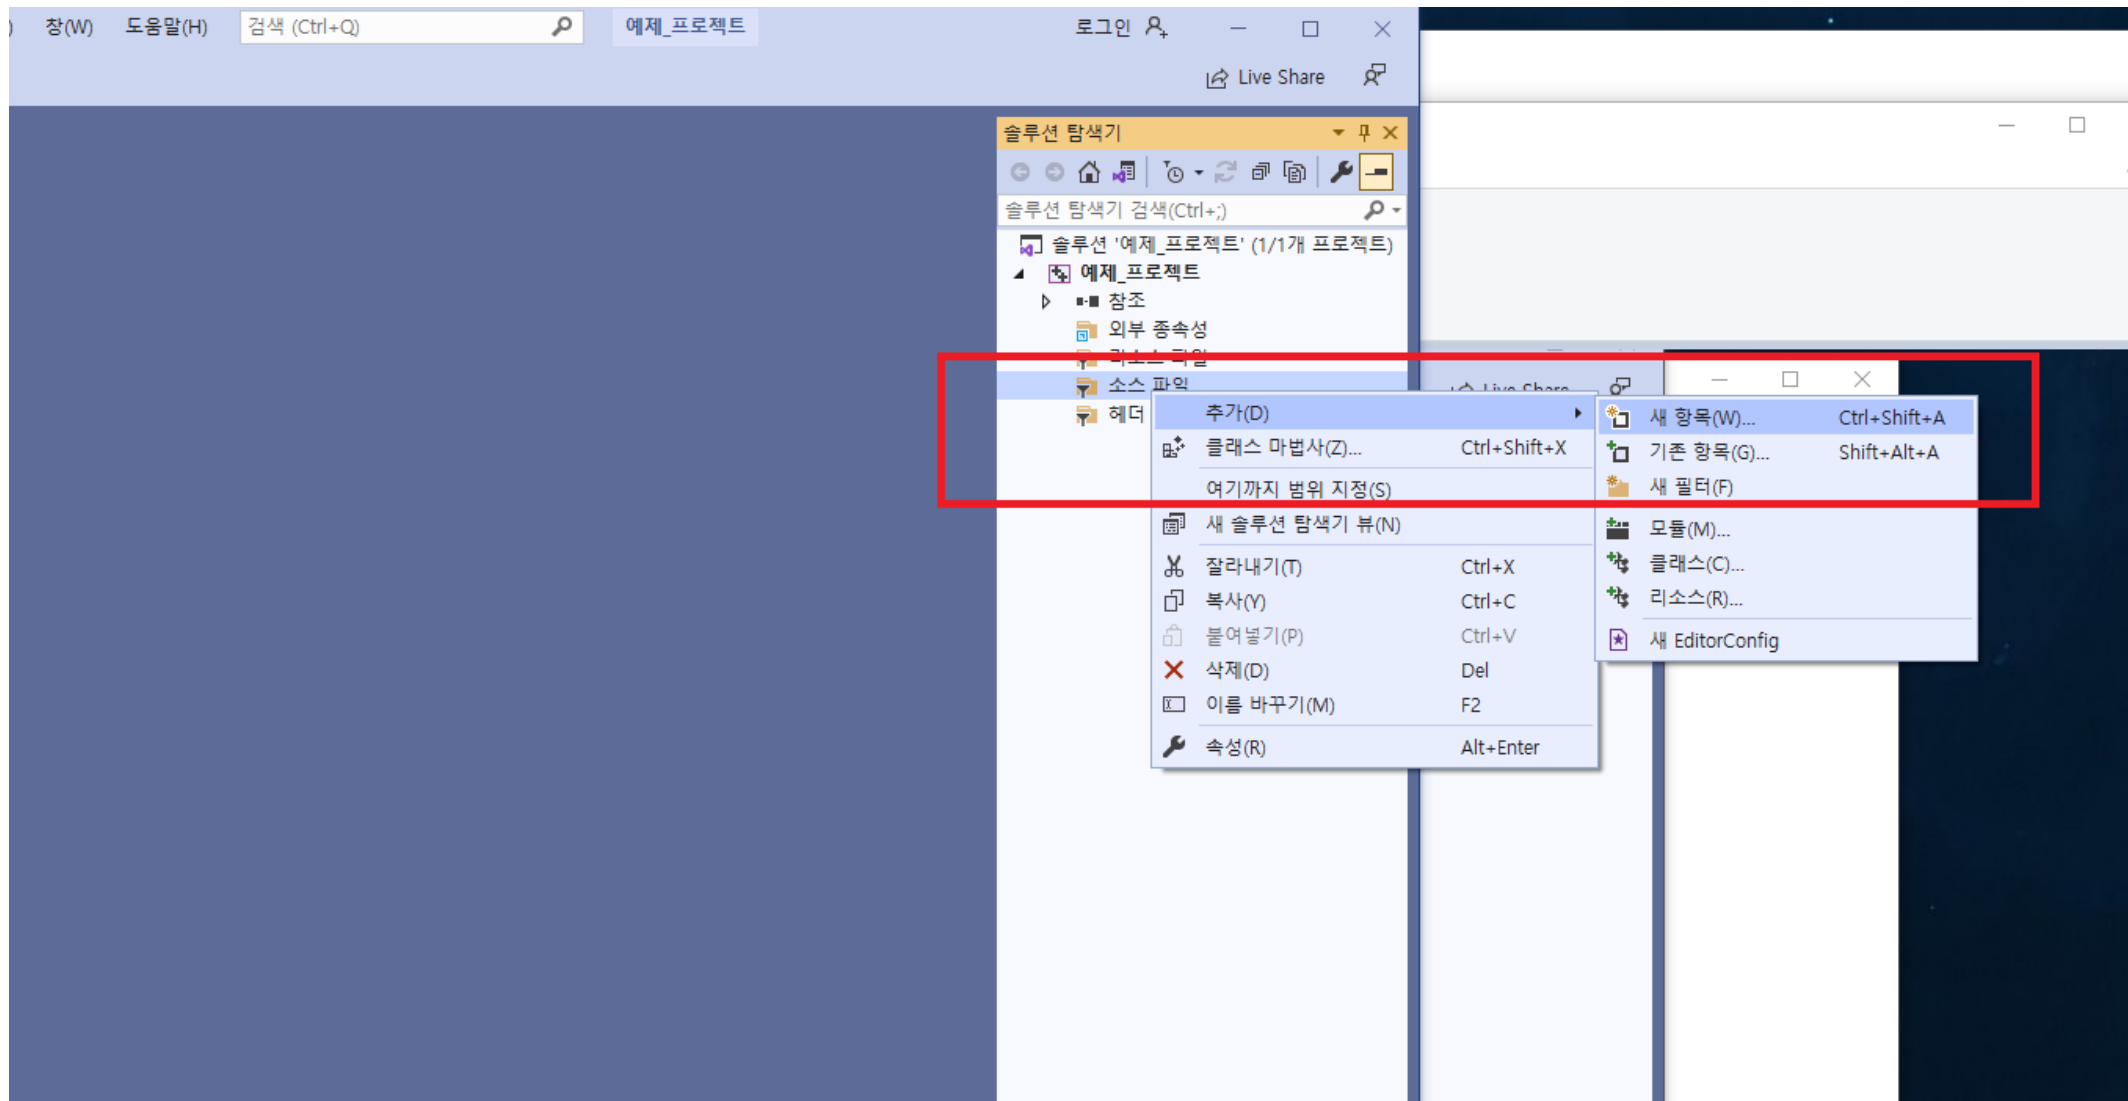 창(W) 도움말(H) 검색 (Ctrl+Q) 예제_프로젝트 로그인
Live Share
솔루션 탐색기
솔루션 탐색기 검색(Ctrl+;)
솔루션 '예제_프로젝트' (1/1개 프로젝트)
예제_프로젝트
참조
외부 종속성
리소스 파일
소스 파일
헤더
Live Share
추가(D)
클래스 마법사(Z)... Ctrl+Shift+X
여기까지 범위 지정(S)
새 솔루션 탐색기 뷰(N)
잘라내기(T) Ctrl+X
복사(Y) Ctrl+C
붙여넣기(P) Ctrl+V
삭제(D) Del
이름 바꾸기(M) F2
속성(R) Alt+Enter
새 항목(W)... Ctrl+Shift+A
기존 항목(G)... Shift+Alt+A
새 필터(F)
모듈(M)...
클래스(C)...
리소스(R)...
새 EditorConfig